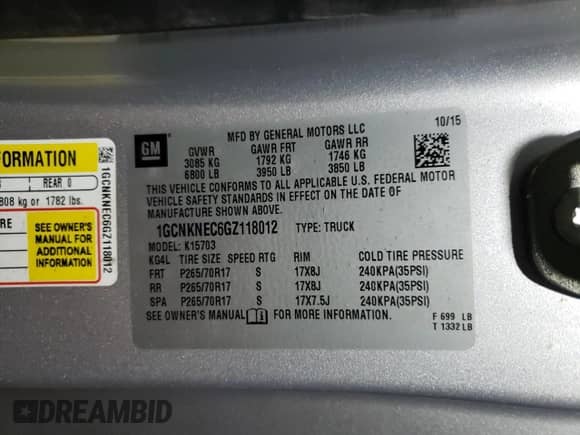 FORMATION
REAR 0
808 kg or 1782 lbs.
SEE OWNER'S
MANUAL FOR
ADDITIONAL
INFORMATION
1GCNKNEC6GZ118012
GM
MFD BY GENERAL MOTORS LLC
10/15
GVWR GAWR FRT GAWR RR
3085 KG 1792 KG 1746 KG
6800 LB 3950 LB 3850 LB
THIS VEHICLE CONFORMS TO ALL APPLICABLE U.S. FEDERAL MOTOR
VEHICLE SAFETY STANDARDS IN EFFECT ON THE DATE OF
MANUFACTURE SHOWN ABOVE.
1GCNKNEC6GZ118012 TYPE: TRUCK
MODEL: K15703
KG4L TIRE SIZE SPEED RTG RIM COLD TIRE PRESSURE
FRT P265/70R17 S 17X8J 240KPA(35PSI)
RR P265/70R17 S 17X8J 240KPA(35PSI)
SPA P265/70R17 S 17X7.5J 240KPA(35PSI)
SEE OWNER'S MANUAL FOR MORE INFORMATION.
F 699 LB
T 1332 LB
DREAMBID